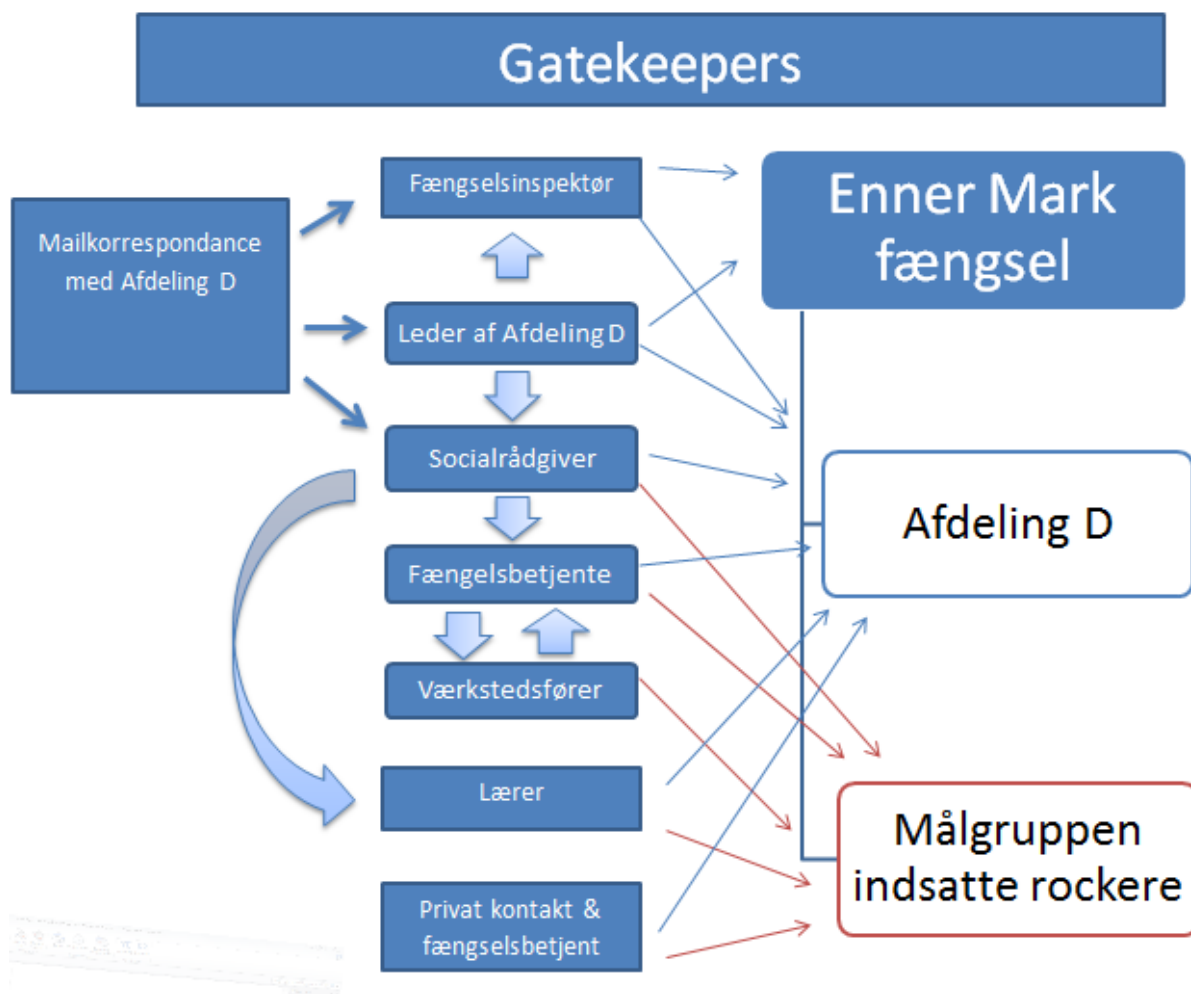 Gatekeepers
Mailkorrespondance
med Afdeling D
Fængselsinspektør
Leder af Afdeling D
Socialrådgiver
Fængelsbetjente
Værkstedsfører
Lærer
Privat kontakt &
fængselsbetjent
Enner Mark
fængsel
Afdeling D
Målgruppen
indsatte rockere